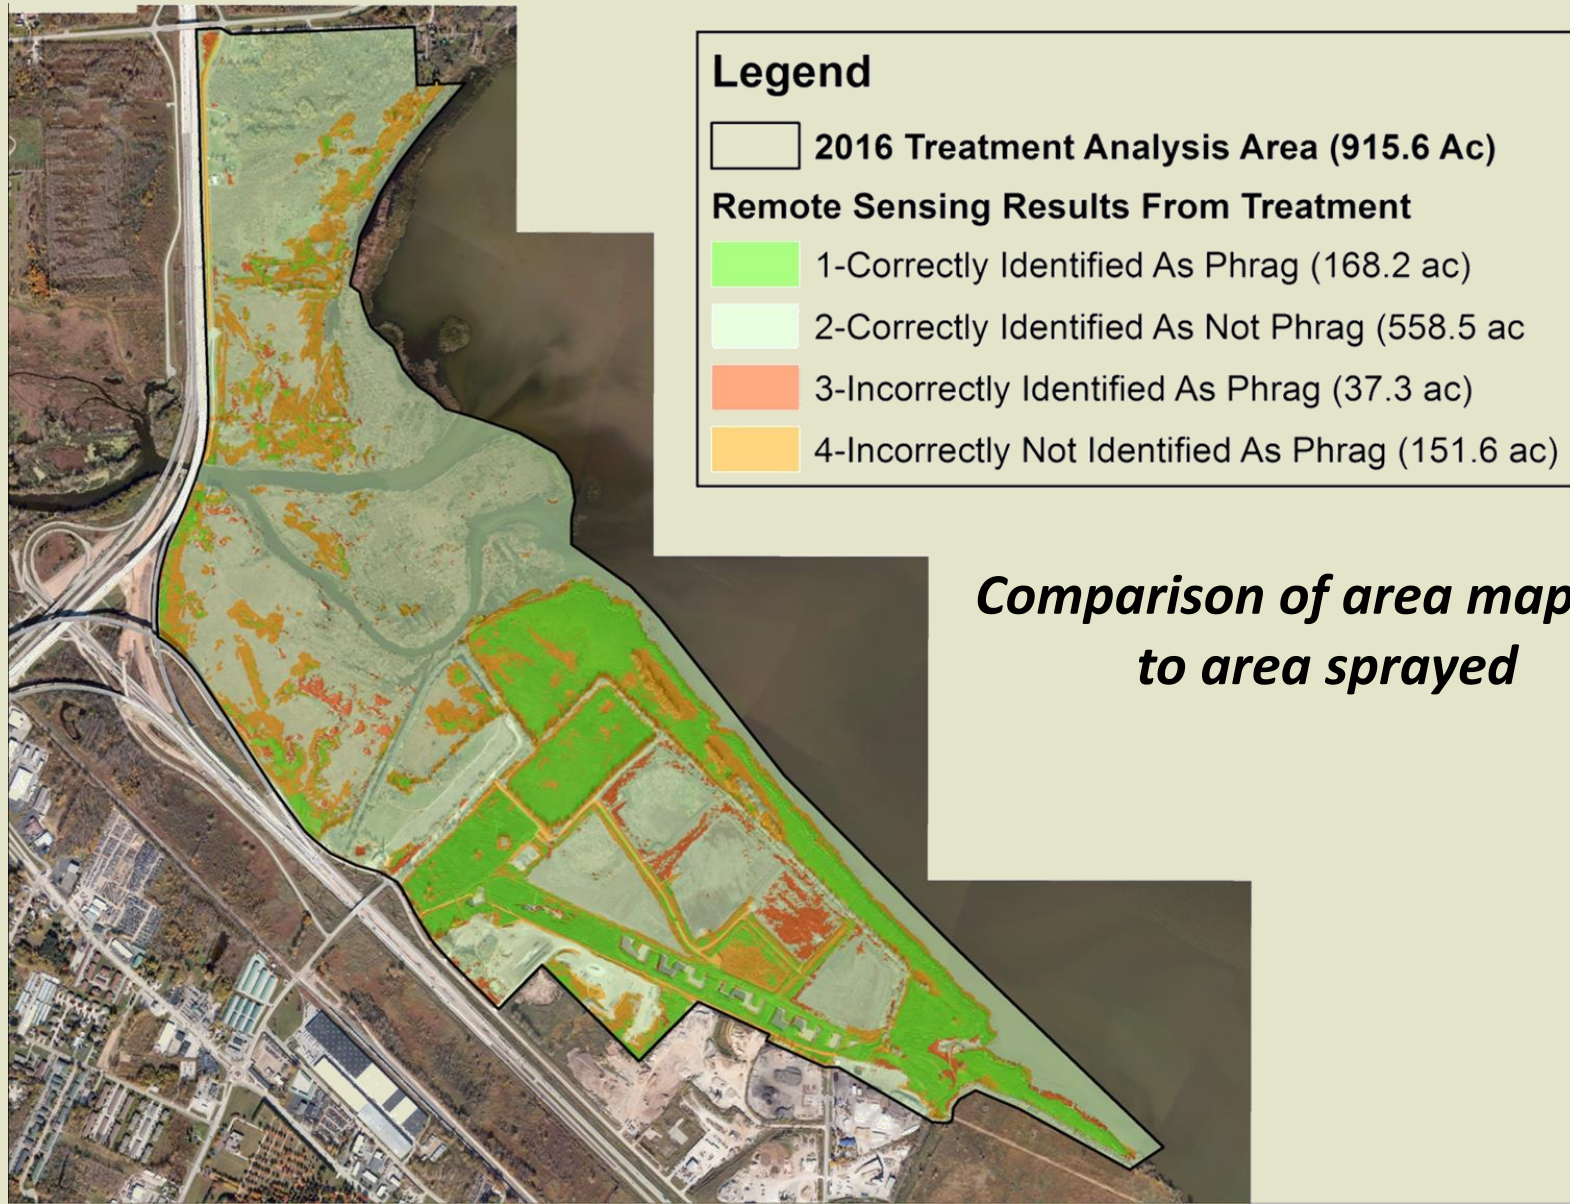 Legend
2016 Treatment Analysis Area (915.6 Ac)
Remote Sensing Results From Treatment
1-Correctly Identified As Phrag (168.2 ac)
2-Correctly Identified As Not Phrag (558.5 ac
3-Incorrectly Identified As Phrag (37.3 ac)
4-Incorrectly Not Identified As Phrag (151.6 ac)
Comparison of area map
to area sprayed